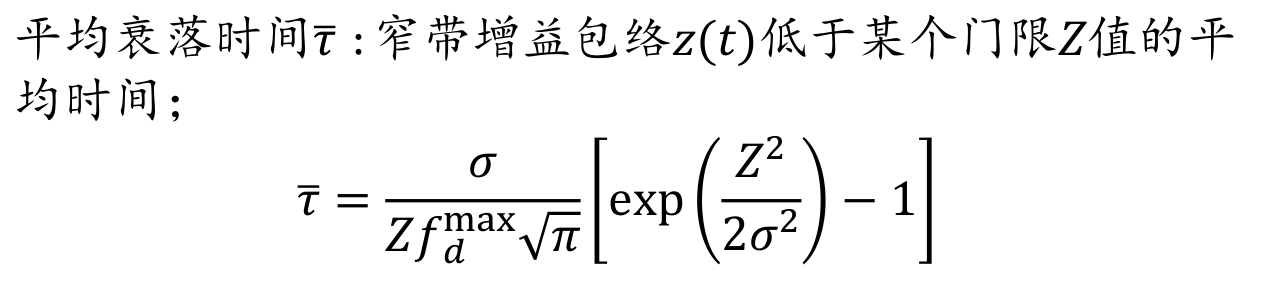 平均衰落时间τ̅ : 窄带增益包络z(t)低于某个门限Z值的平
均时间；
τ̅ = σ / (Z f_d^max √π) [exp(Z² / 2σ²) − 1]